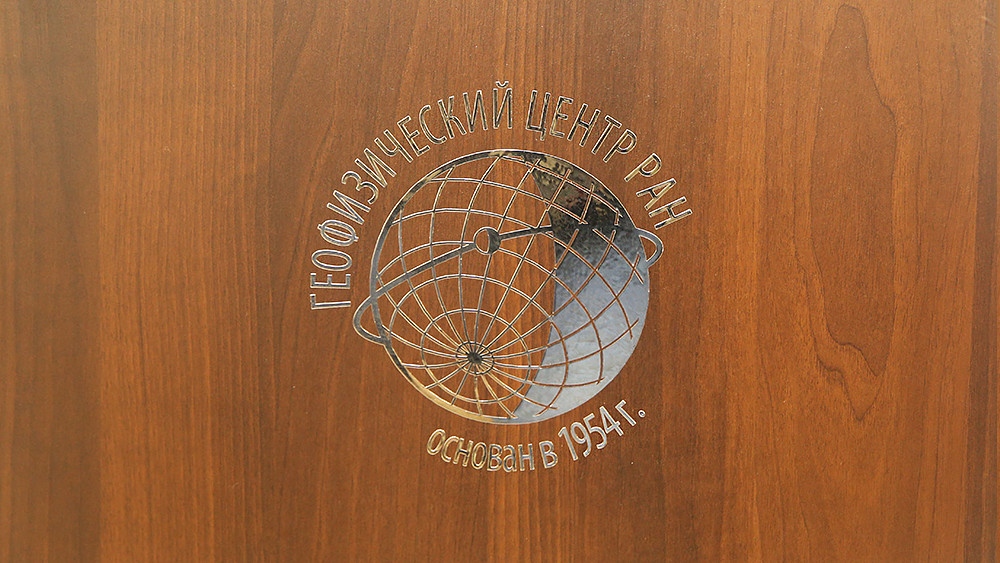 ГЕОФИЗИЧЕСКИЙ ЦЕНТР РАН
основан в 1954 г.